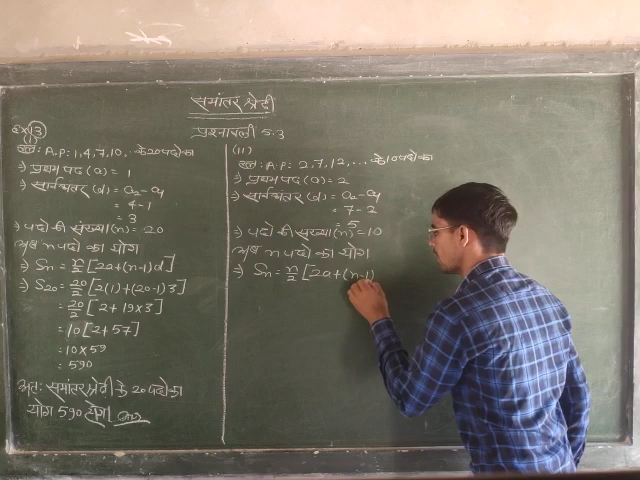 समांतर श्रेढ़ी
प्रश्नावली 5.3
Ex 13
(i)
हल: A.P: 1, 4, 7, 10, .. के 20 पदों का
⇒ प्रथम पद (a) = 1
⇒ सार्वअंतर (d) = a₂ - a₁
= 4 - 1
= 3
⇒ पदों की संख्या (n) = 20
अब n पदों का योग
⇒ Sn = n/2 [2a + (n-1) d]
⇒ S20 = 20/2 [2(1) + (20-1) 3]
= 20/2 [2 + 19×3]
= 10 [2 + 57]
= 10 × 59
= 590
अतः समांतर श्रेढ़ी के 20 पदों का
योग 590 होगा।
(ii)
हल: A.P: 2, 7, 12, ... के 10 पदों का
⇒ प्रथम पद (a) = 2
⇒ सार्वअंतर (d) = a₂ - a₁
= 7 - 2
= 5
⇒ पदों की संख्या (n) = 10
अब n पदों का योग
⇒ Sn = n/2 [2a + (n-1)